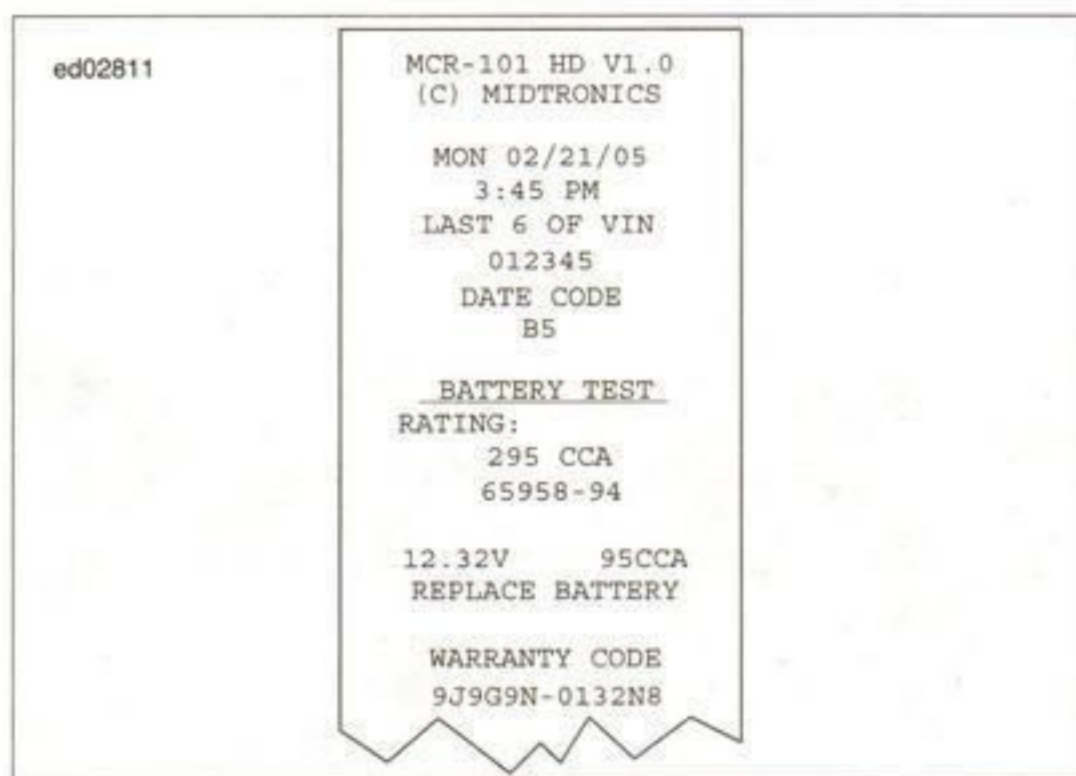 ed02811
MCR-101 HD V1.0
(C) MIDTRONICS
MON 02/21/05
3:45 PM
LAST 6 OF VIN
012345
DATE CODE
B5
BATTERY TEST
RATING:
295 CCA
65958-94
12.32V 95CCA
REPLACE BATTERY
WARRANTY CODE
9J9G9N-0132N8